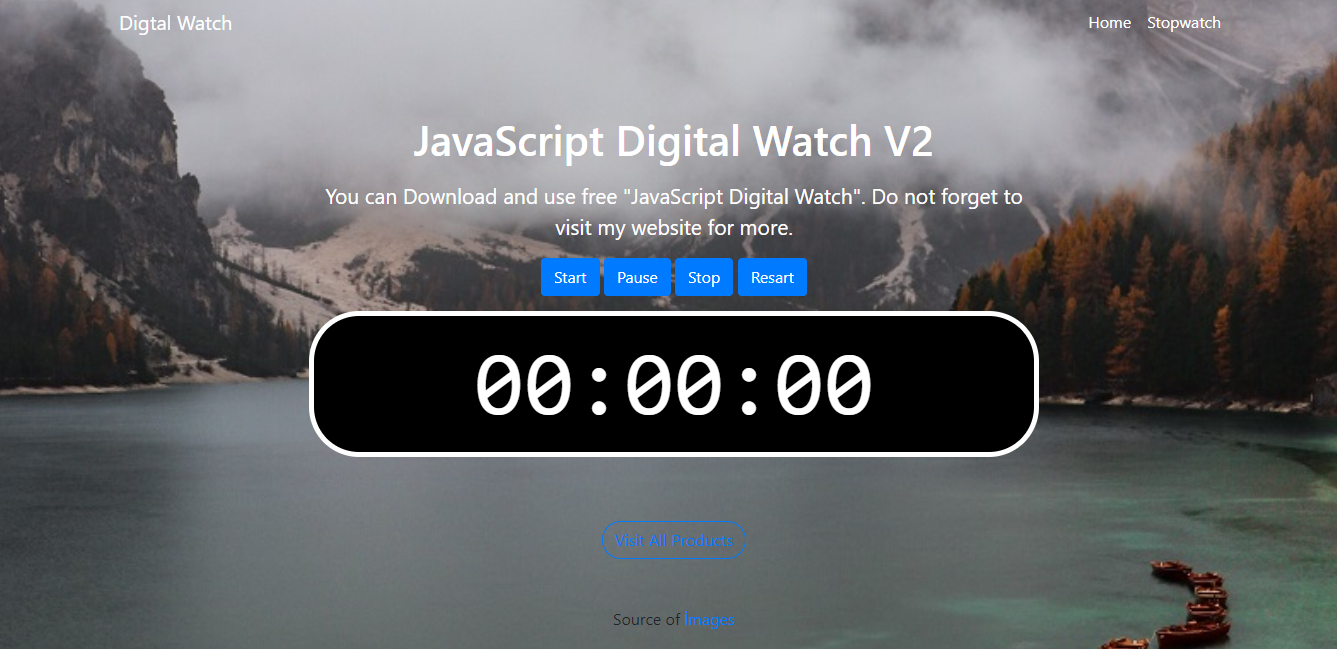 Digtal Watch
Home Stopwatch
JavaScript Digital Watch V2
You can Download and use free "JavaScript Digital Watch". Do not forget to
visit my website for more.
Start Pause Stop Resart
00:00:00
Visit All Products
Source of Images